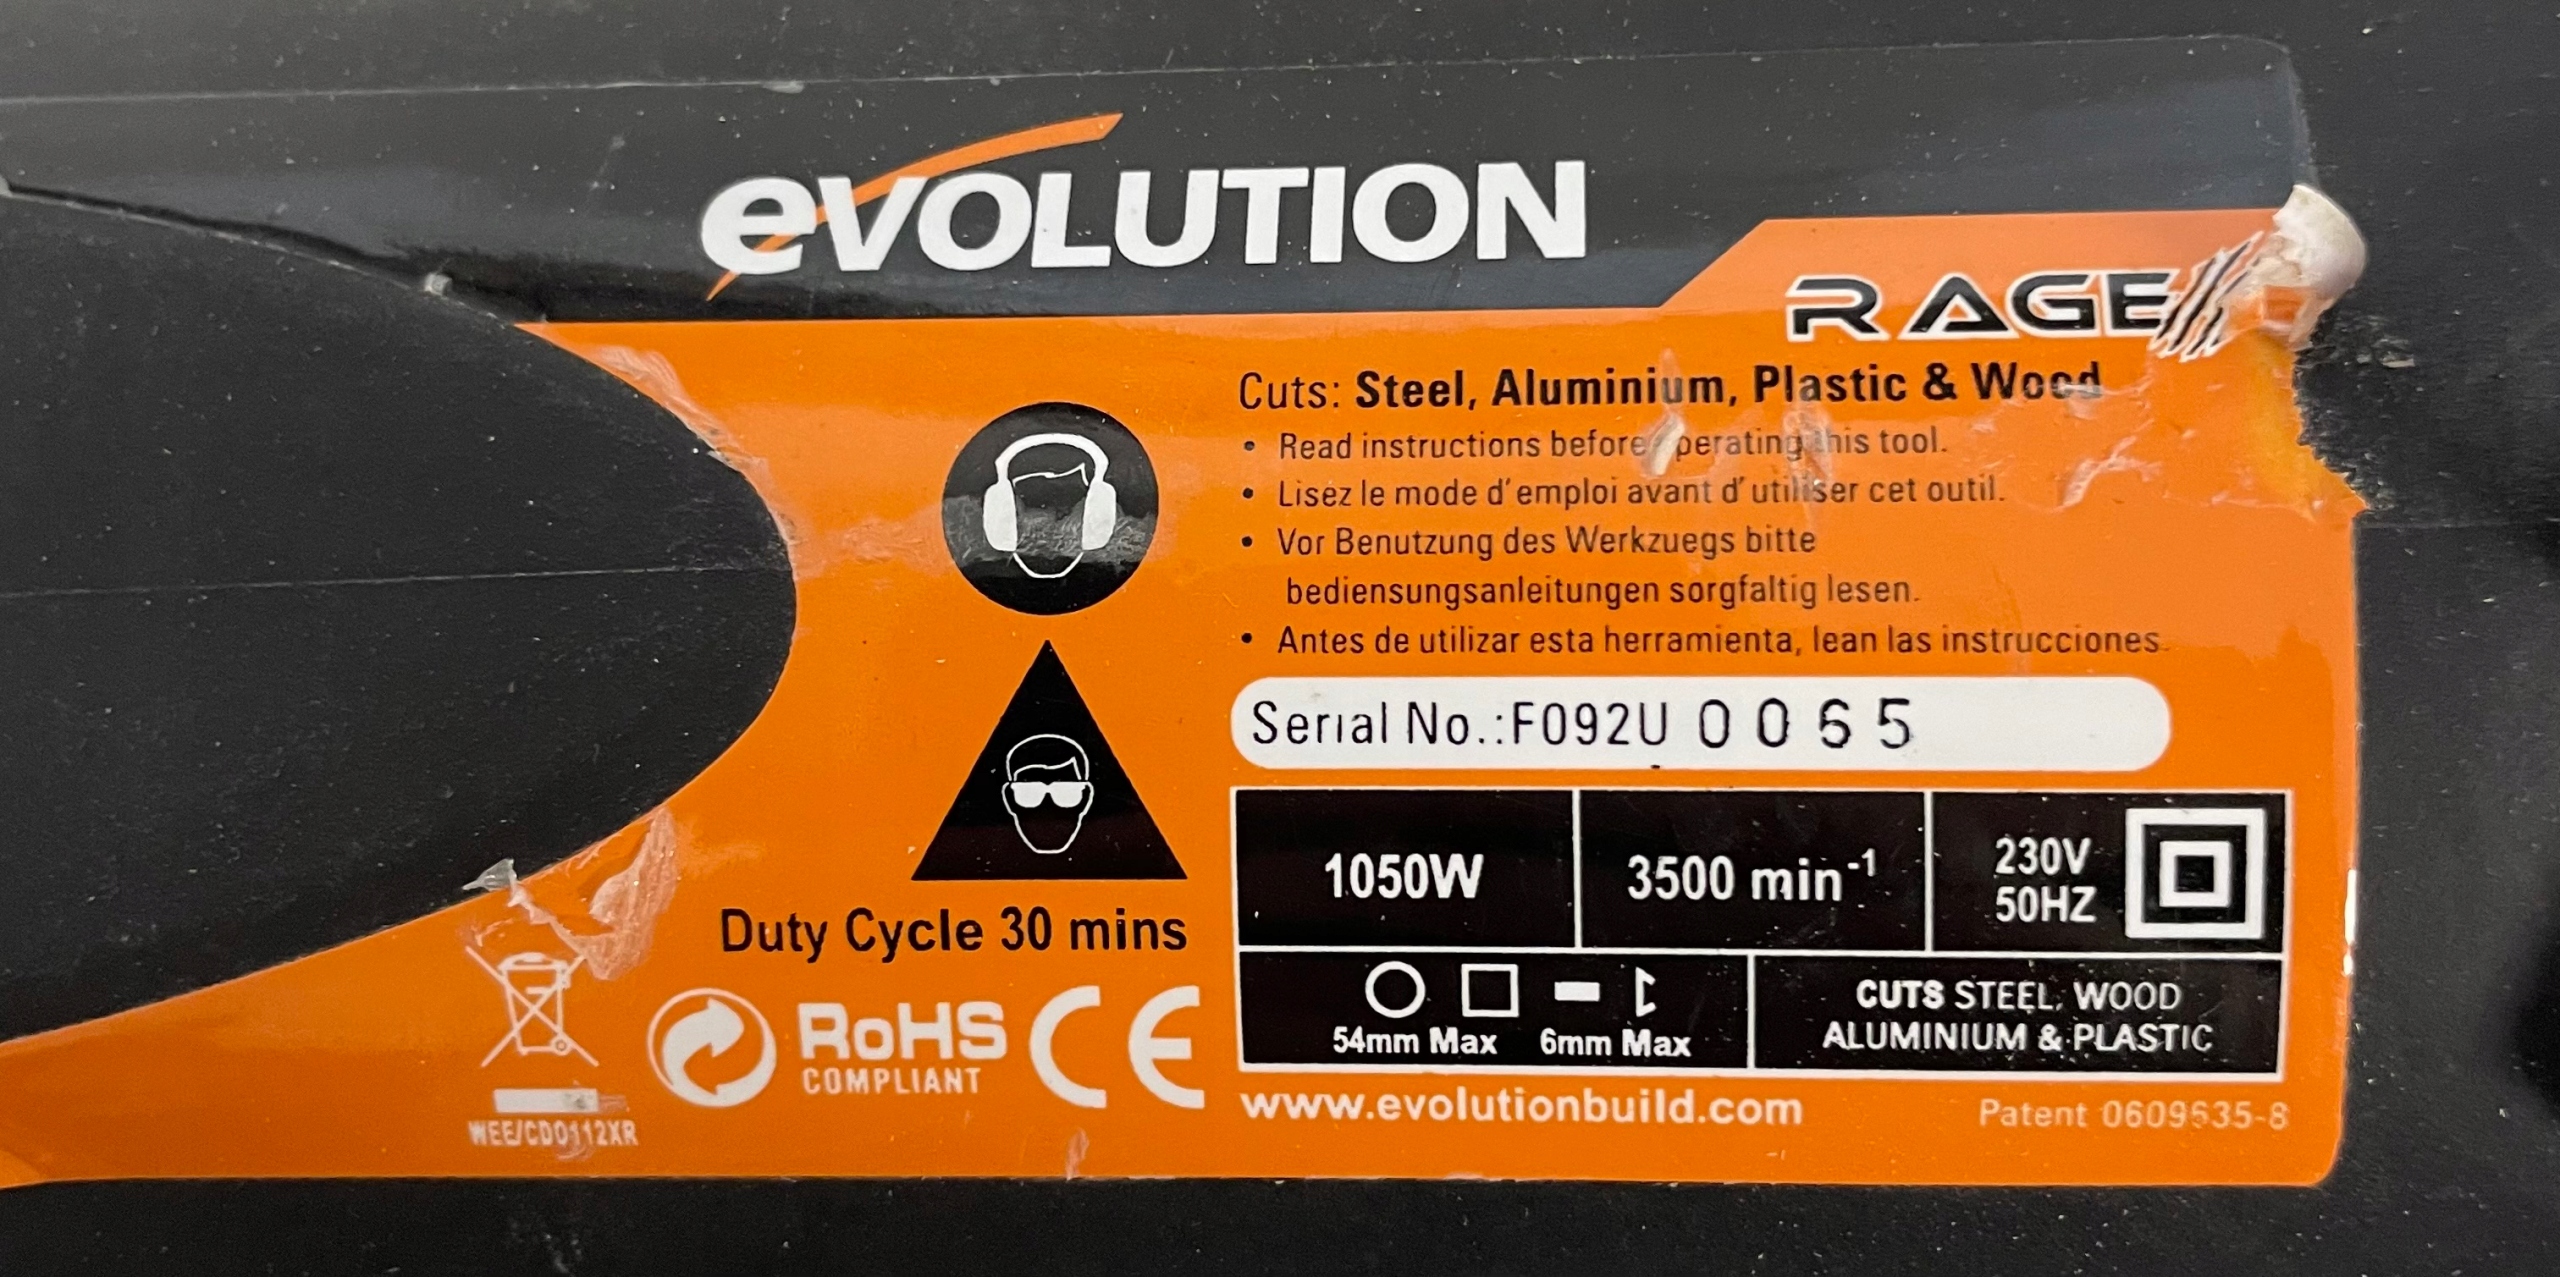 evolution
RAGE
Cuts: Steel, Aluminium, Plastic & Wood
• Read instructions before operating this tool.
• Lisez le mode d'emploi avant d'utiliser cet outil.
• Vor Benutzung des Werkzuegs bitte
bediensungsanleitungen sorgfaltig lesen.
• Antes de utilizar esta herramienta, lean las instrucciones.
Serial No.:F092U 0065
1050W
3500 min-1
230V
50HZ
Duty Cycle 30 mins
54mm Max 6mm Max
CUTS STEEL, WOOD
ALUMINIUM & PLASTIC
RoHS
COMPLIANT
CE
WEE/CD0112XR
www.evolutionbuild.com
Patent 0609635-8